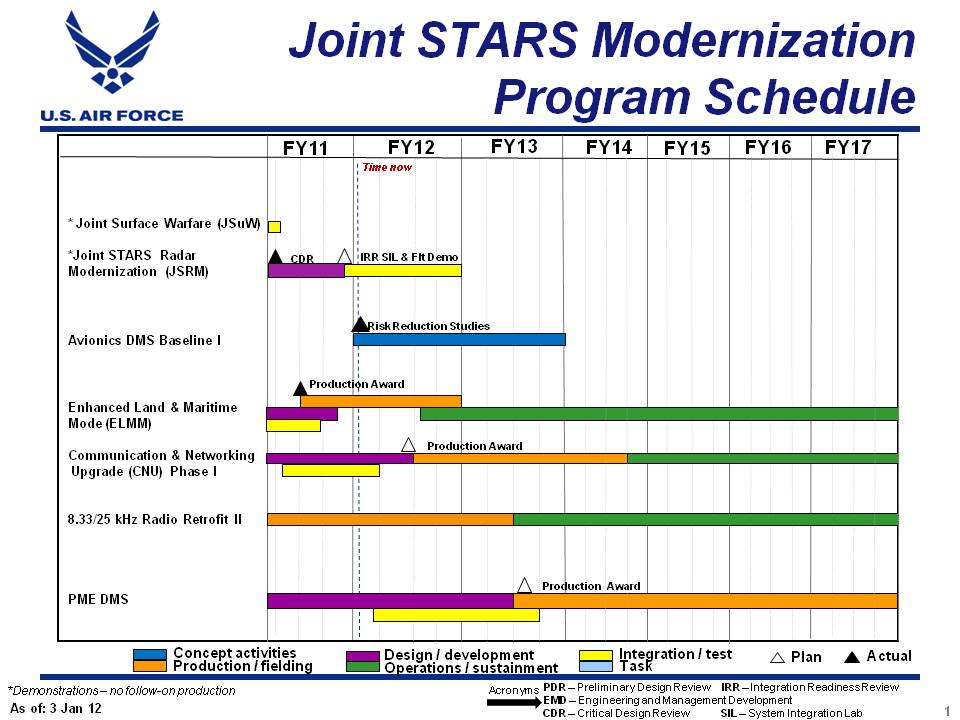 Joint STARS Modernization
Program Schedule
U.S. AIR FORCE
FY11 FY12 FY13 FY14 FY15 FY16 FY17
Time now
* Joint Surface Warfare (JSuW)
*Joint STARS Radar
Modernization (JSRM)
CDR
IRR SIL & Flt Demo
Risk Reduction Studies
Avionics DMS Baseline I
Production Award
Enhanced Land & Maritime
Mode (ELMM)
Production Award
Communication & Networking
Upgrade (CNU) Phase I
8.33/25 kHz Radio Retrofit II
Production Award
PME DMS
Concept activities
Production / fielding
Design / development
Operations / sustainment
Integration / test
Task
Plan
Actual
*Demonstrations – no follow-on production
As of: 3 Jan 12
Acronyms
PDR – Preliminary Design Review IRR – Integration Readiness Review
EMD – Engineering and Management Development
CDR – Critical Design Review SIL – System Integration Lab
1